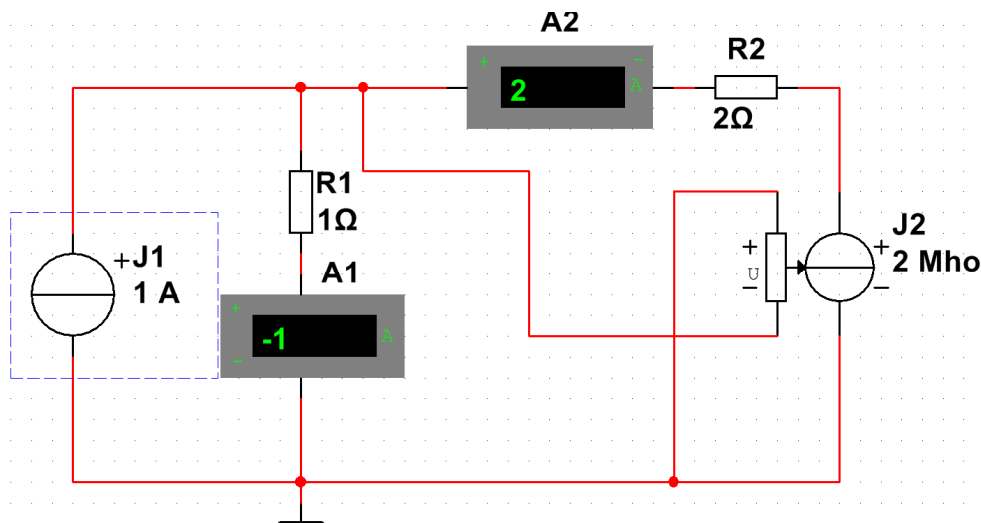 A2
+ −
2 A
R2
2Ω
R1
1Ω
+ J1
1 A
A1
+
-1 A
−
+
U
−
J2
+
2 Mho
−